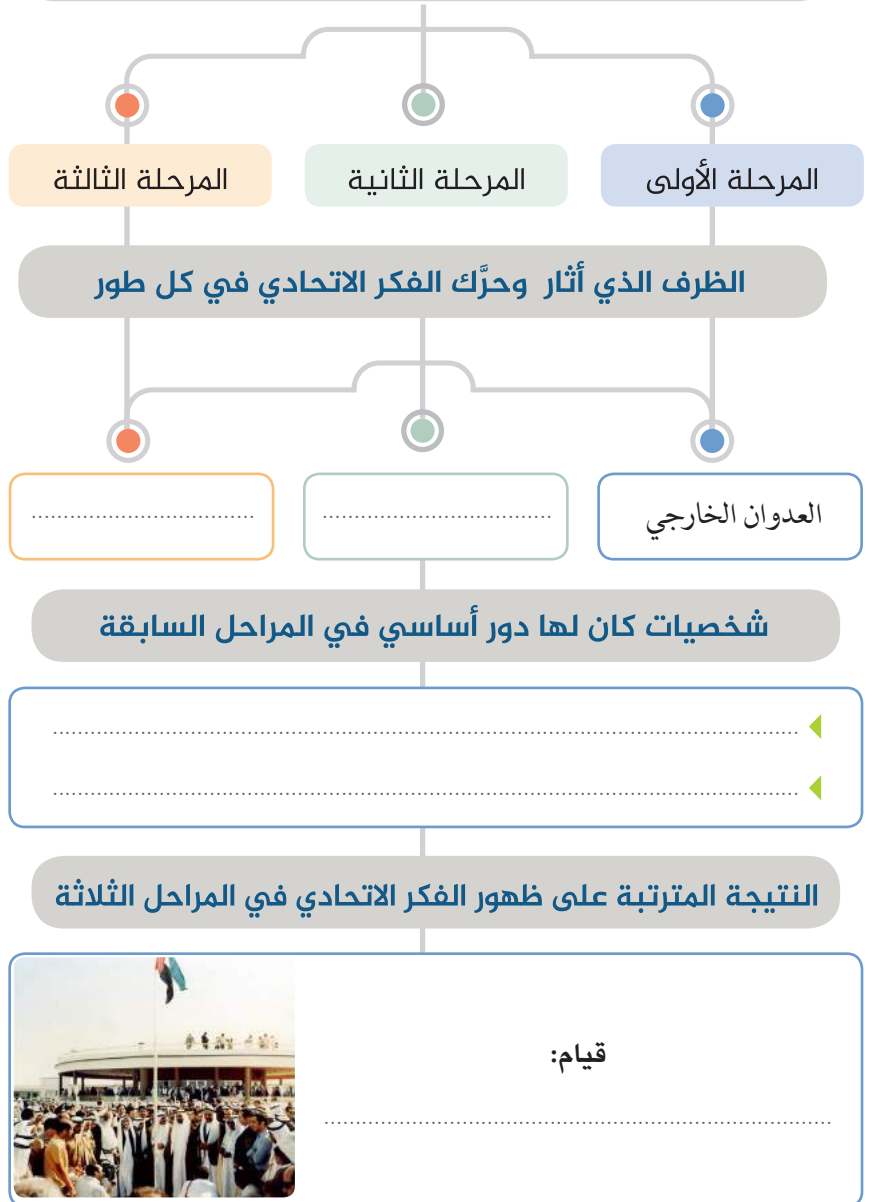 المرحلة الأولى
المرحلة الثانية
المرحلة الثالثة
الظرف الذي أثار وحرَّك الفكر الاتحادي في كل طور
العدوان الخارجي
....................................
.....................................
شخصيات كان لها دور أساسي في المراحل السابقة
........................................................................................................................
........................................................................................................................
النتيجة المترتبة على ظهور الفكر الاتحادي في المراحل الثلاثة
قيام:
..................................................................................